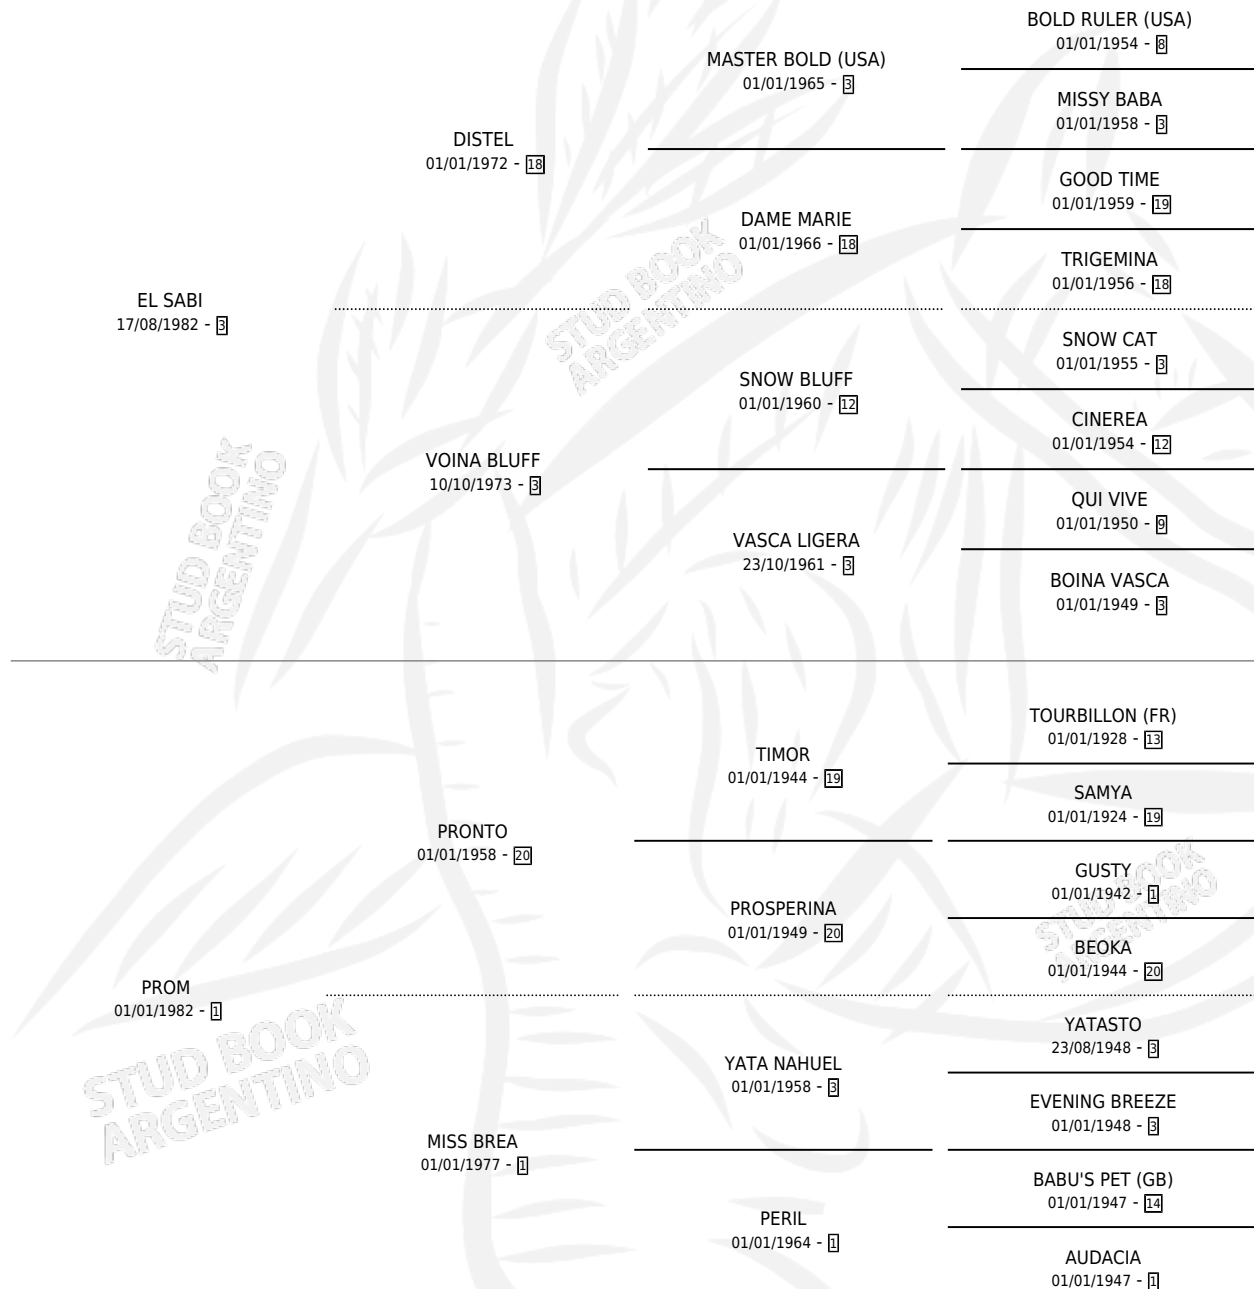 BOLD RULER (USA)
01/01/1954 - 8
MASTER BOLD (USA)
01/01/1965 - 3
MISSY BABA
01/01/1958 - 3
DISTEL
01/01/1972 - 18
GOOD TIME
01/01/1959 - 19
DAME MARIE
01/01/1966 - 18
TRIGEMINA
01/01/1956 - 18
EL SABI
17/08/1982 - 3
SNOW CAT
01/01/1955 - 3
SNOW BLUFF
01/01/1960 - 12
CINEREA
01/01/1954 - 12
VOINA BLUFF
10/10/1973 - 3
QUI VIVE
01/01/1950 - 9
VASCA LIGERA
23/10/1961 - 3
BOINA VASCA
01/01/1949 - 3
TOURBILLON (FR)
01/01/1928 - 13
TIMOR
01/01/1944 - 19
SAMYA
01/01/1924 - 19
PRONTO
01/01/1958 - 20
GUSTY
01/01/1942 - 1
PROSPERINA
01/01/1949 - 20
BEOKA
01/01/1944 - 20
PROM
01/01/1982 - 1
YATASTO
23/08/1948 - 3
YATA NAHUEL
01/01/1958 - 3
EVENING BREEZE
01/01/1948 - 3
MISS BREA
01/01/1977 - 1
BABU'S PET (GB)
01/01/1947 - 14
PERIL
01/01/1964 - 1
AUDACIA
01/01/1947 - 1
STUD BOOK
ARGENTINO
STUD BOOK
ARGENTINO
STUD BOOK
ARGENTINO
STUD BOOK
ARGENTINO